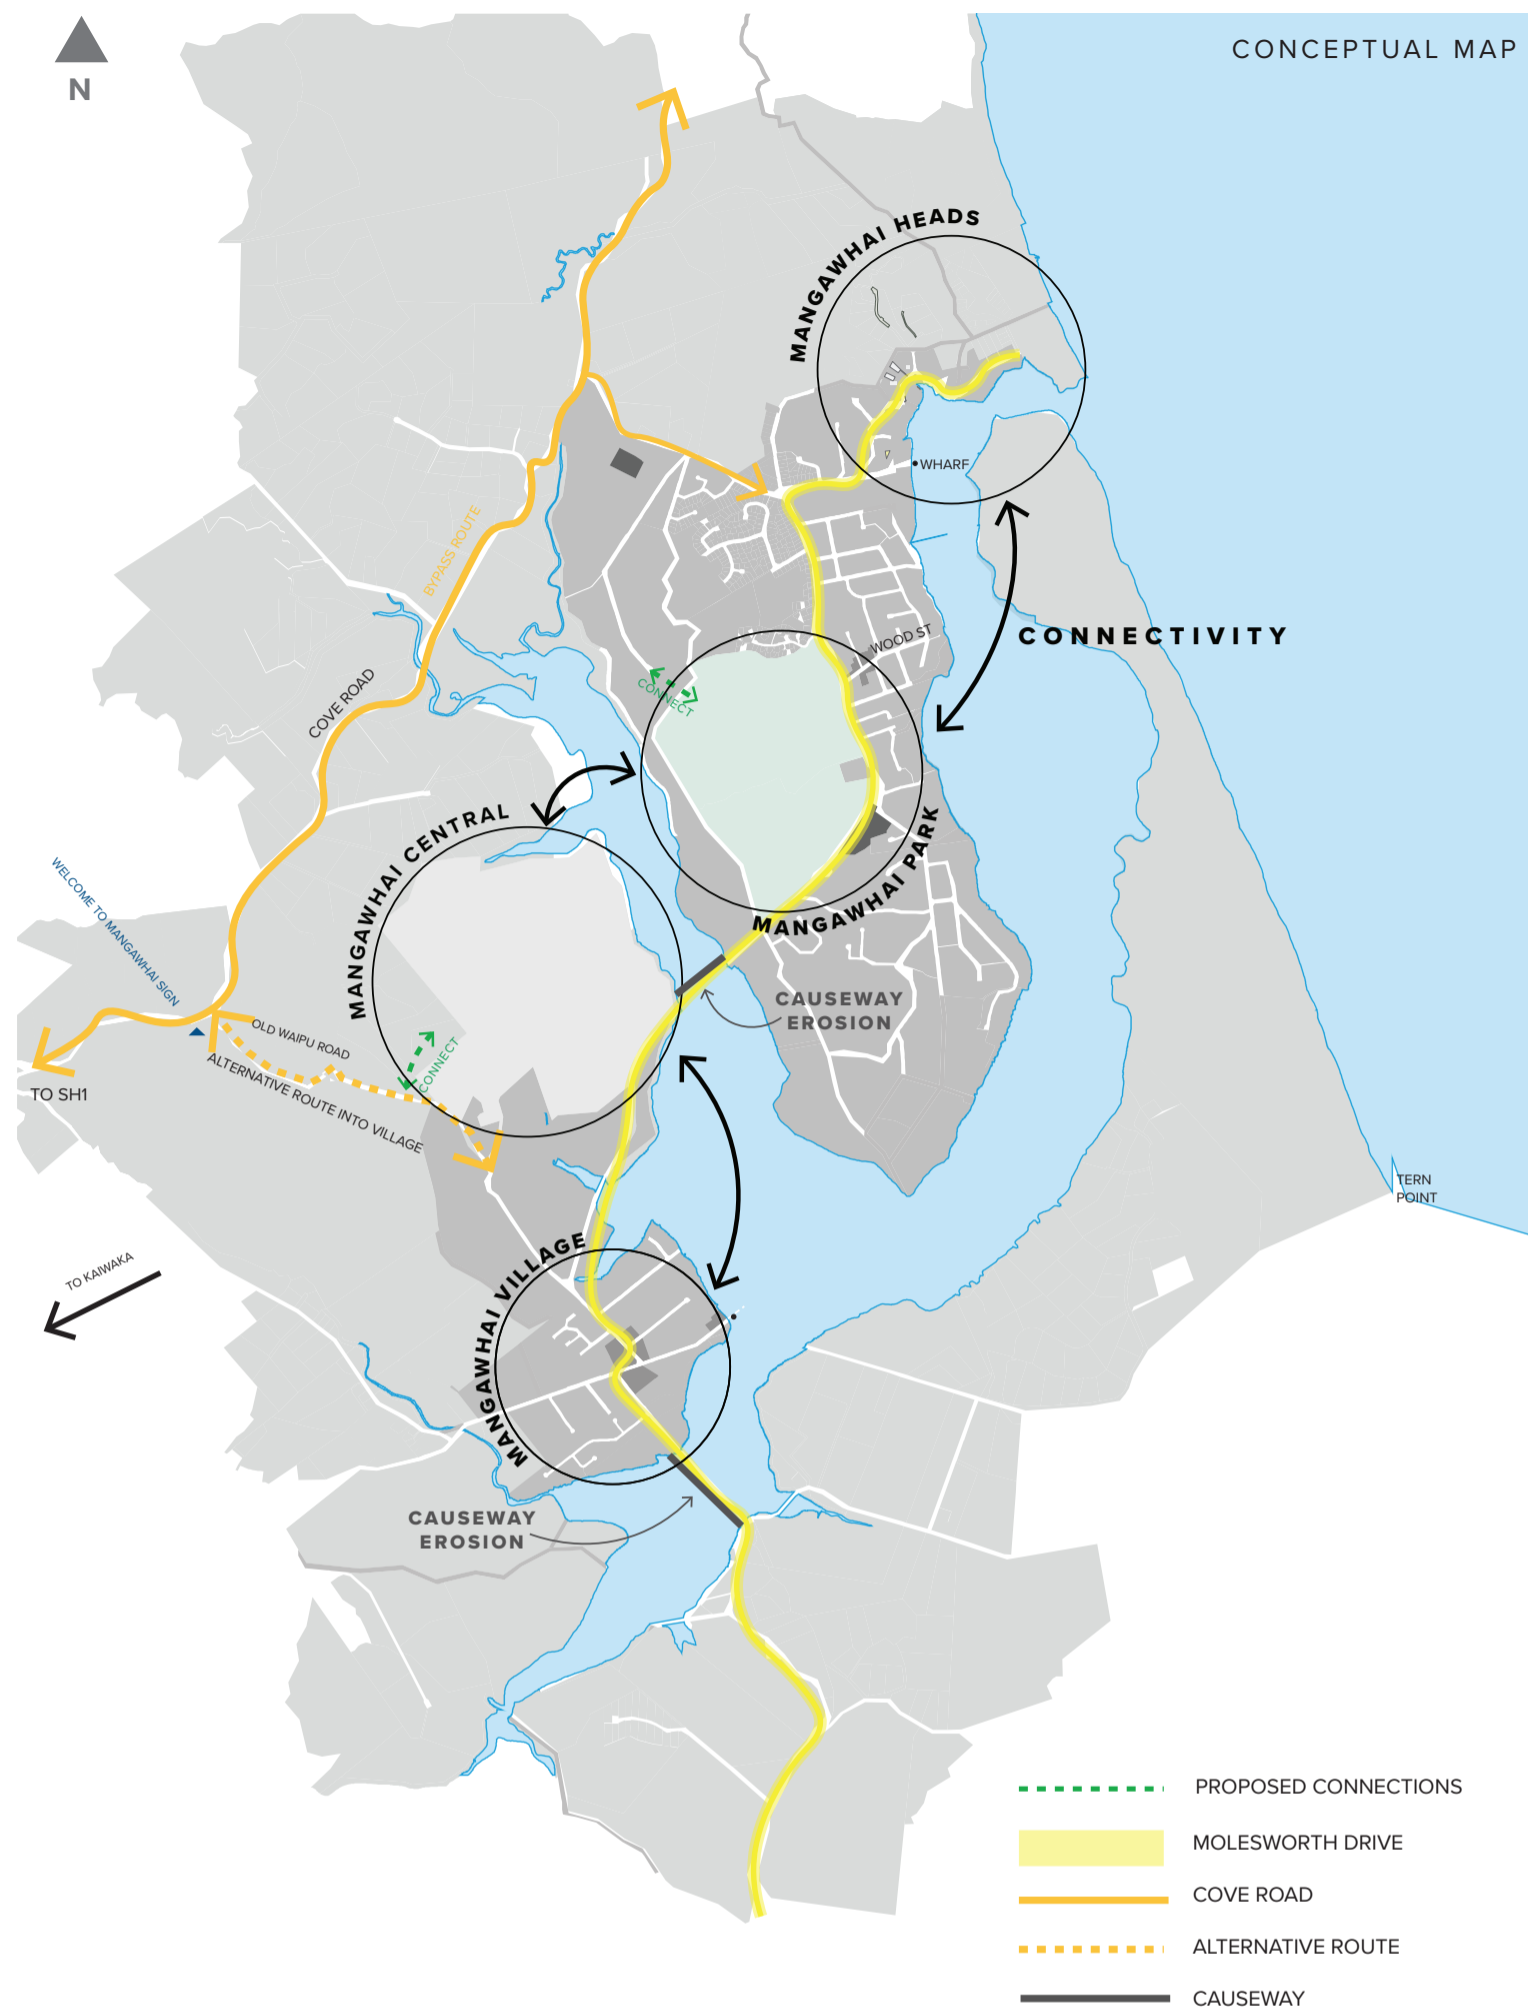 CONCEPTUAL MAP
N
MANGAWHAI HEADS
WHARF
BYPASS ROUTE
WOOD ST
CONNECTIVITY
CONNECT
COVE ROAD
MANGAWHAI CENTRAL
MANGAWHAI PARK
WELCOME TO MANGAWHAI SIGN
CAUSEWAY
EROSION
OLD WAIPU ROAD
CONNECT
ALTERNATIVE ROUTE INTO VILLAGE
TO SH1
TERN
POINT
TO KAIWAKA
MANGAWHAI VILLAGE
CAUSEWAY
EROSION
PROPOSED CONNECTIONS
MOLESWORTH DRIVE
COVE ROAD
ALTERNATIVE ROUTE
CAUSEWAY